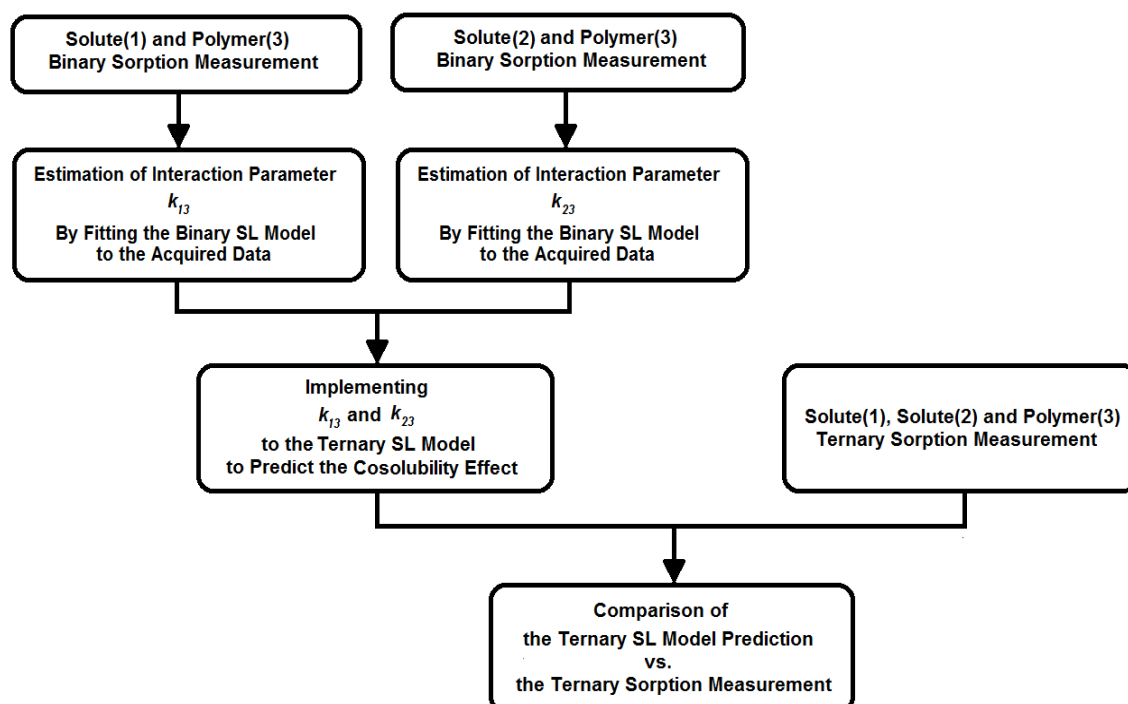 Solute(1) and Polymer(3)
Binary Sorption Measurement
Solute(2) and Polymer(3)
Binary Sorption Measurement
Estimation of Interaction Parameter
k13
By Fitting the Binary SL Model
to the Acquired Data
Estimation of Interaction Parameter
k23
By Fitting the Binary SL Model
to the Acquired Data
Implementing
k13 and k23
to the Ternary SL Model
to Predict the Cosolubility Effect
Solute(1), Solute(2) and Polymer(3)
Ternary Sorption Measurement
Comparison of
the Ternary SL Model Prediction
vs.
the Ternary Sorption Measurement